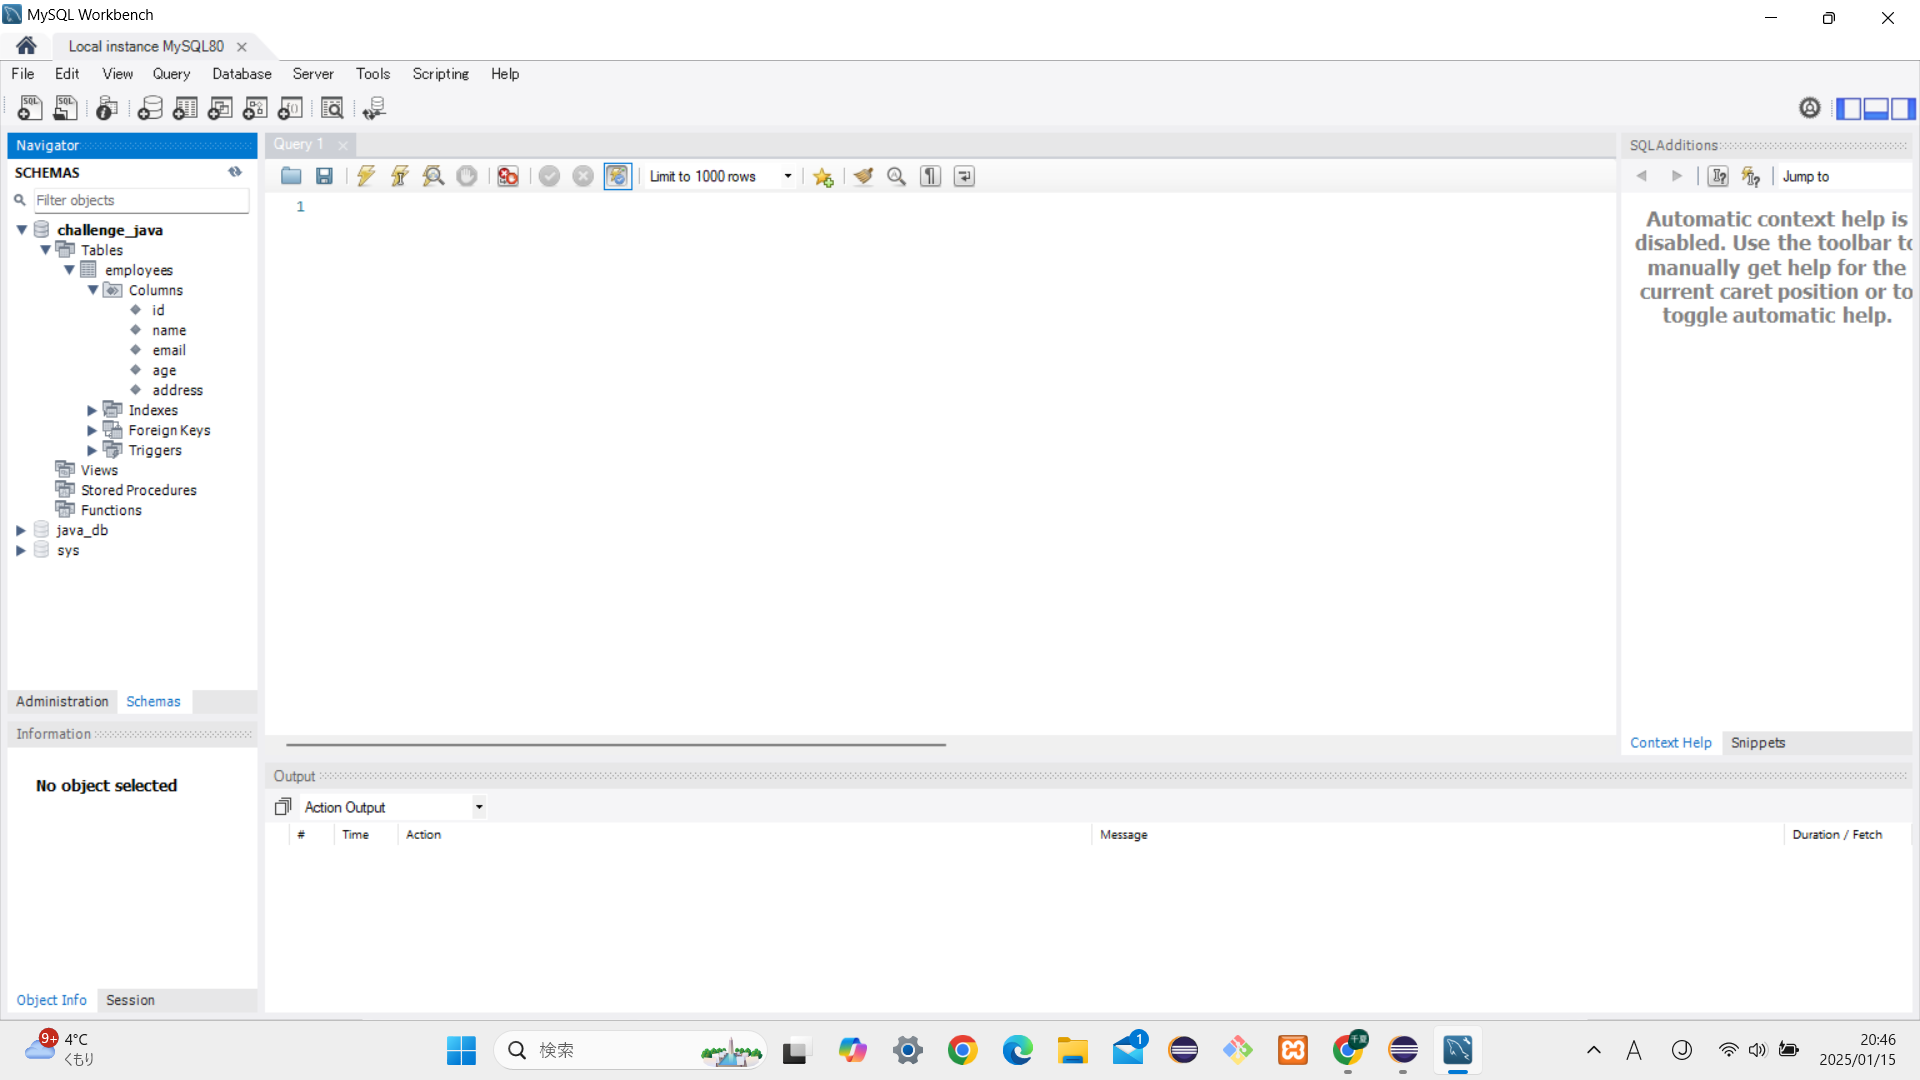 MySQL Workbench
Local instance MySQL80
File Edit View Query Database Server Tools Scripting Help
Navigator
SCHEMAS
Filter objects
challenge_java
Tables
employees
Columns
id
name
email
age
address
Indexes
Foreign Keys
Triggers
Views
Stored Procedures
Functions
java_db
sys
Administration Schemas
Information
No object selected
Object Info Session
Query 1
Limit to 1000 rows
1
SQLAdditions
Jump to
Automatic context help is
disabled. Use the toolbar to
manually get help for the
current caret position or to
toggle automatic help.
Context Help Snippets
Output
Action Output
# Time Action Message Duration / Fetch
9+ 4°C
くもり
検索
1
千夏
A
J
20:46
2025/01/15